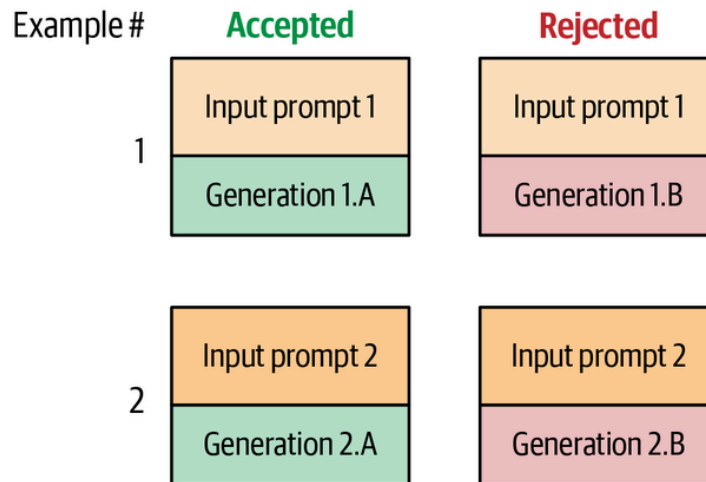 Example # Accepted Rejected
Input prompt 1 Input prompt 1
1
Generation 1.A Generation 1.B
Input prompt 2 Input prompt 2
2
Generation 2.A Generation 2.B